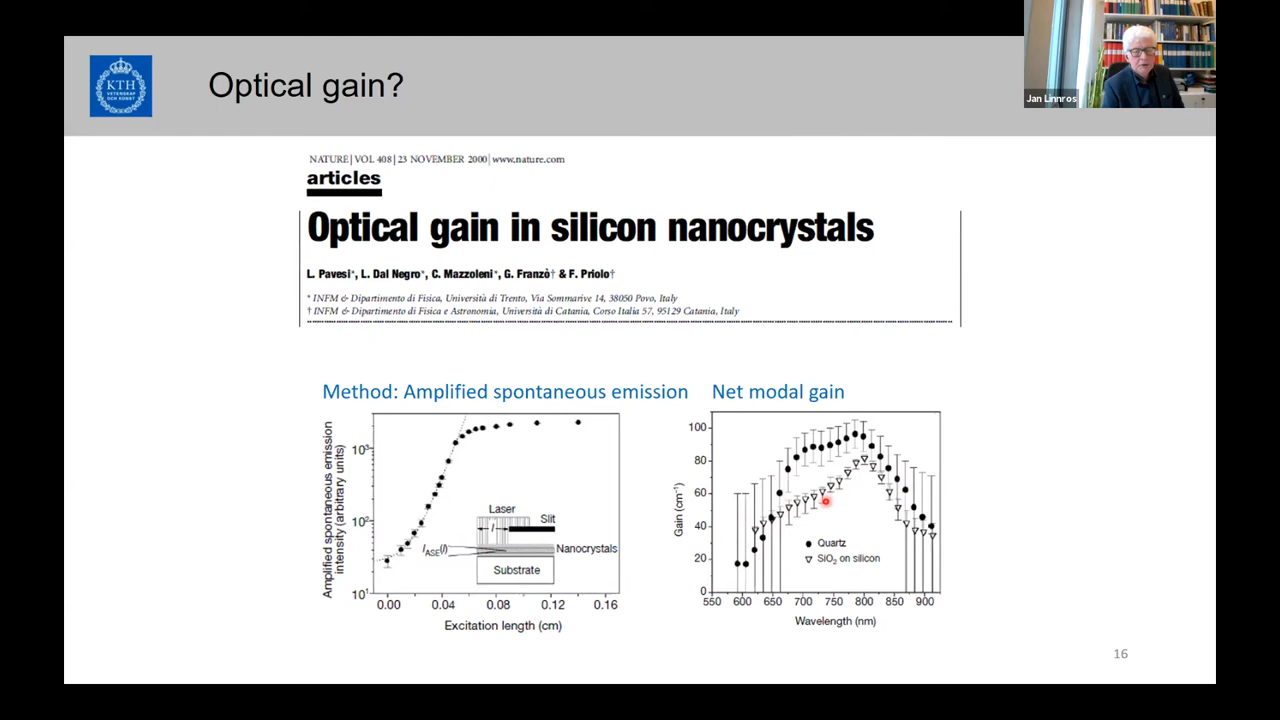 KTH
VETENSKAP
OCH KONST
Optical gain?
Jan Linnros
NATURE | VOL 408 | 23 NOVEMBER 2000 | www.nature.com
articles
Optical gain in silicon nanocrystals
L. Pavesi*, L. Dal Negro*, C. Mazzoleni*, G. Franzò† & F. Priolo†
* INFM & Dipartimento di Fisica, Università di Trento, Via Sommarive 14, 38050 Povo, Italy
† INFM & Dipartimento di Fisica e Astronomia, Università di Catania, Corso Italia 57, 95129 Catania, Italy
Method: Amplified spontaneous emission
Amplified spontaneous emission
intensity (arbitrary units)
10³
10²
10¹
Laser
l
Slit
I_ASE(l)
Nanocrystals
Substrate
0.00 0.04 0.08 0.12 0.16
Excitation length (cm)
Net modal gain
Gain (cm⁻¹)
100
80
60
40
20
0
Quartz
SiO₂ on silicon
550 600 650 700 750 800 850 900
Wavelength (nm)
16